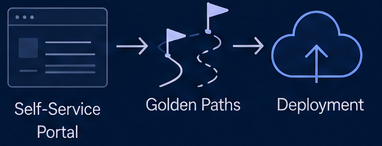 Self-Service
Portal
Golden Paths
Deployment